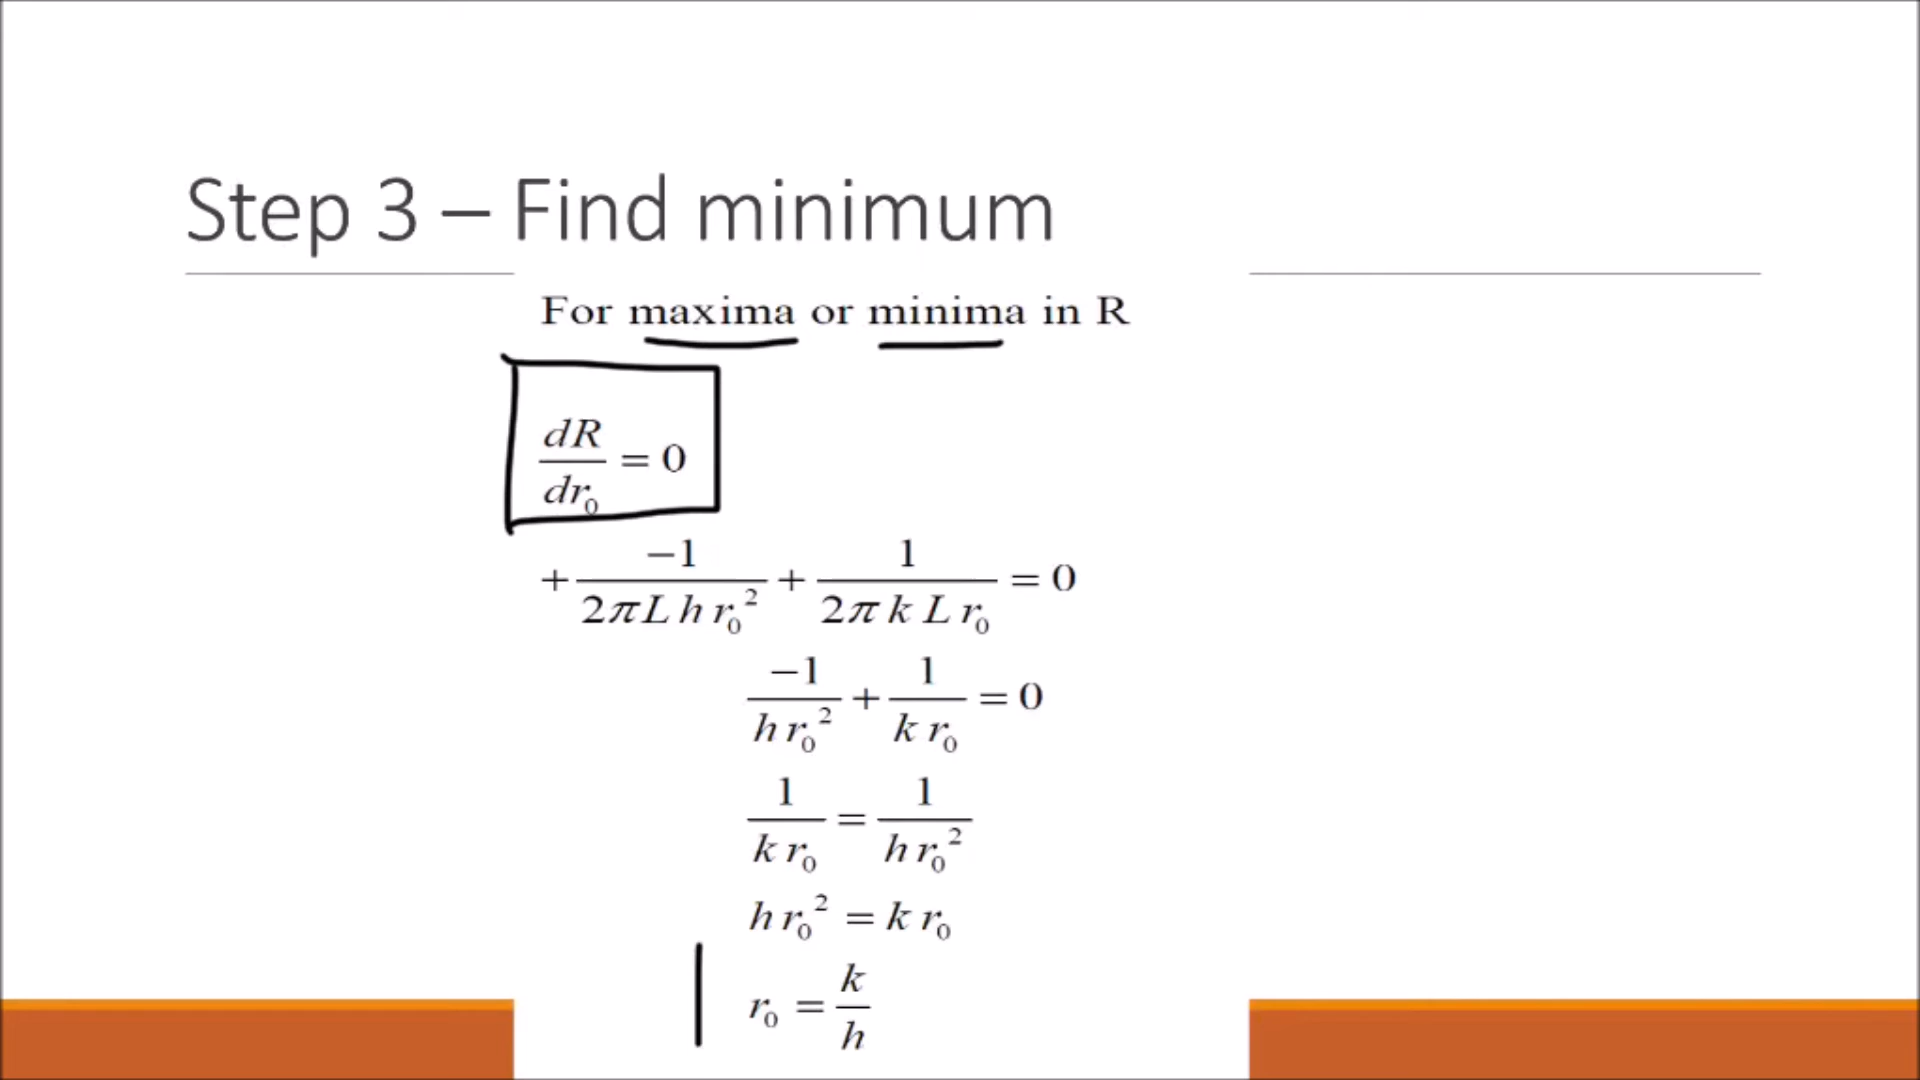 Step 3 – Find minimum
For maxima or minima in R
dR/dr₀ = 0
+ −1/(2πLhr₀²) + 1/(2πkLr₀) = 0
−1/(hr₀²) + 1/(kr₀) = 0
1/(kr₀) = 1/(hr₀²)
hr₀² = kr₀
r₀ = k/h